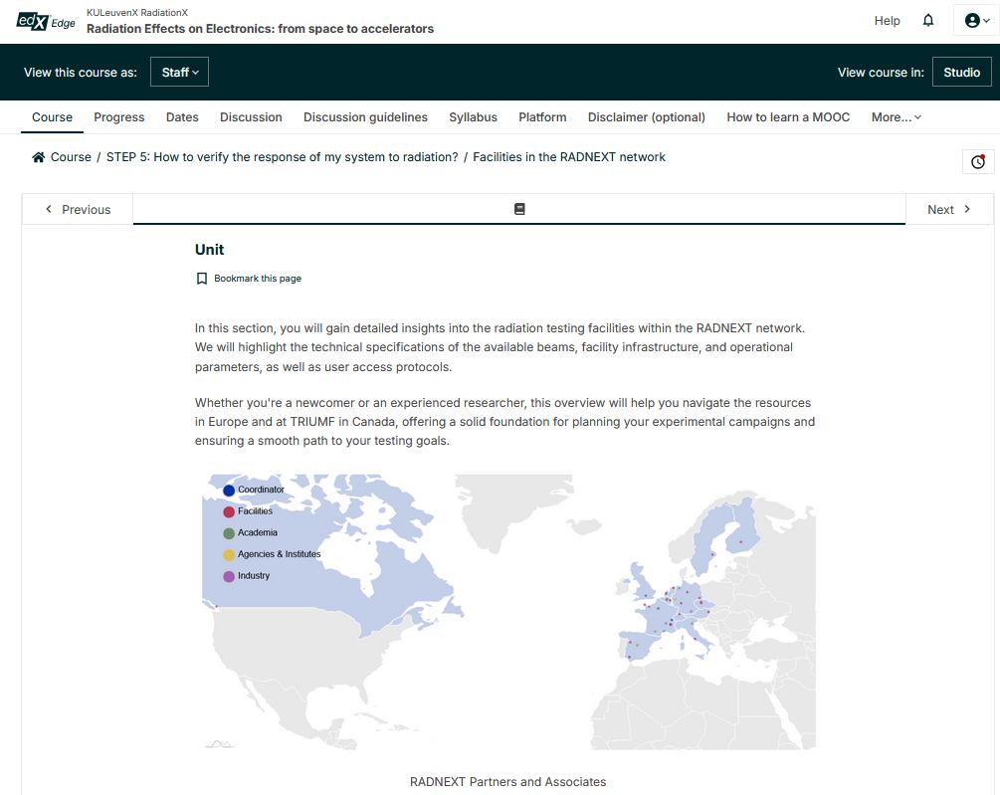 edX Edge
KULeuvenX RadiationX
Radiation Effects on Electronics: from space to accelerators
Help
View this course as:
Staff
View course in:
Studio
Course
Progress
Dates
Discussion
Discussion guidelines
Syllabus
Platform
Disclaimer (optional)
How to learn a MOOC
More...
Course / STEP 5: How to verify the response of my system to radiation? / Facilities in the RADNEXT network
Previous
Next
Unit
Bookmark this page
In this section, you will gain detailed insights into the radiation testing facilities within the RADNEXT network.
We will highlight the technical specifications of the available beams, facility infrastructure, and operational
parameters, as well as user access protocols.
Whether you're a newcomer or an experienced researcher, this overview will help you navigate the resources
in Europe and at TRIUMF in Canada, offering a solid foundation for planning your experimental campaigns and
ensuring a smooth path to your testing goals.
Coordinator
Facilities
Academia
Agencies & Institutes
Industry
RADNEXT Partners and Associates